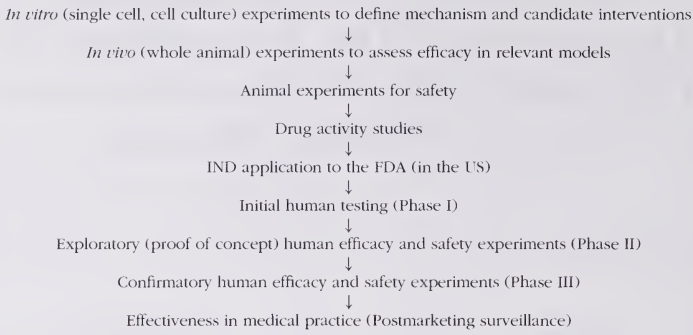 In vitro (single cell, cell culture) experiments to define mechanism and candidate interventions
↓
In vivo (whole animal) experiments to assess efficacy in relevant models
↓
Animal experiments for safety
↓
Drug activity studies
↓
IND application to the FDA (in the US)
↓
Initial human testing (Phase I)
↓
Exploratory (proof of concept) human efficacy and safety experiments (Phase II)
↓
Confirmatory human efficacy and safety experiments (Phase III)
↓
Effectiveness in medical practice (Postmarketing surveillance)